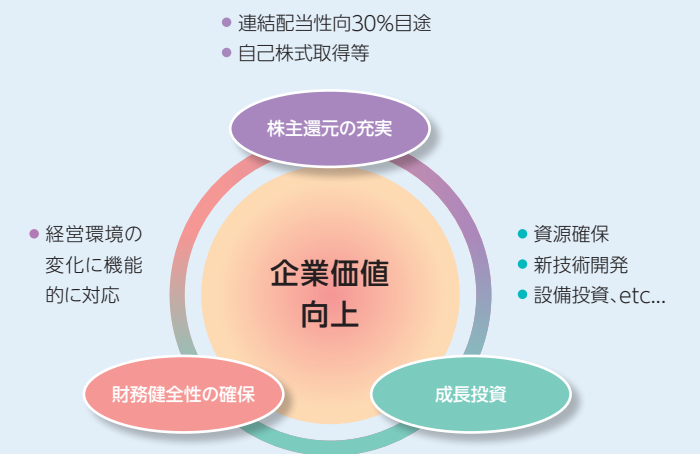 ● 連結配当性向30%目途
● 自己株式取得等
株主還元の充実
● 経営環境の
変化に機能
的に対応
企業価値
向上
● 資源確保
● 新技術開発
● 設備投資、etc...
財務健全性の確保
成長投資